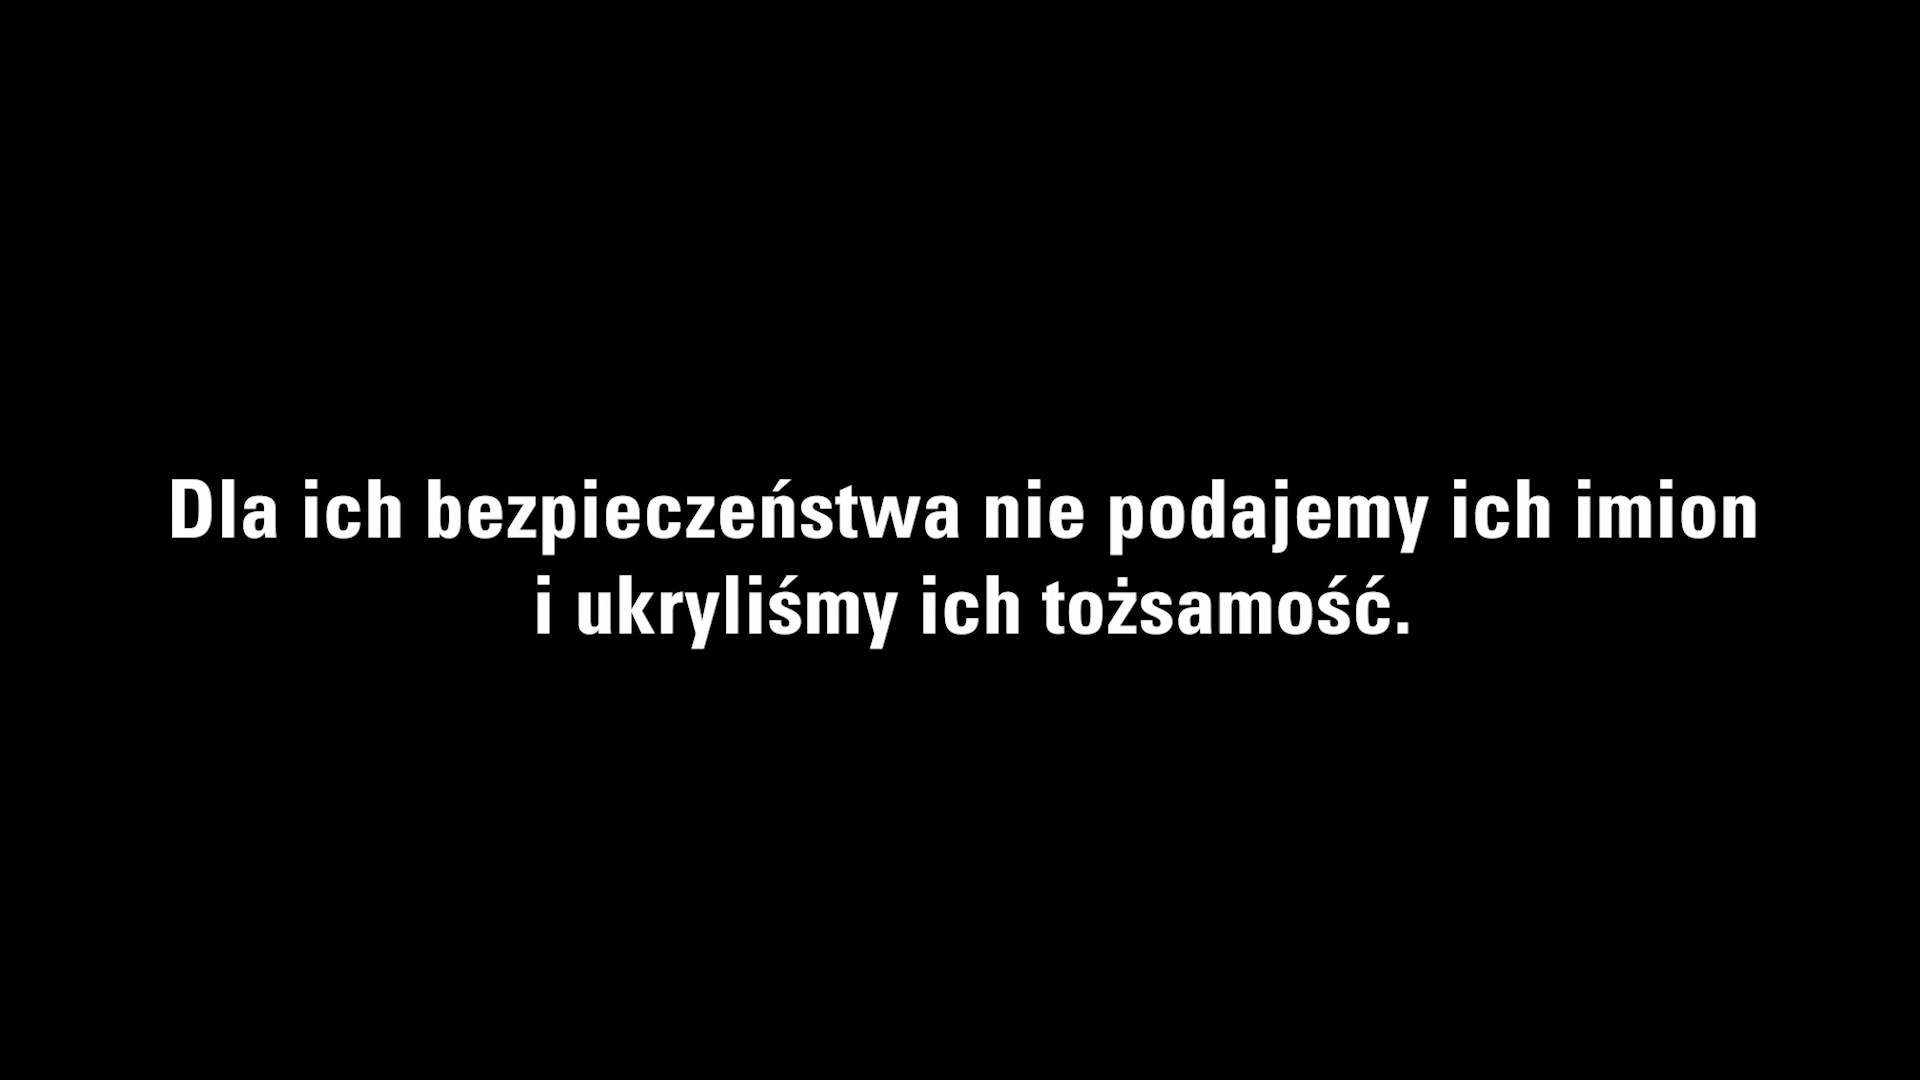 Dla ich bezpieczeństwa nie podajemy ich imion
i ukryliśmy ich tożsamość.